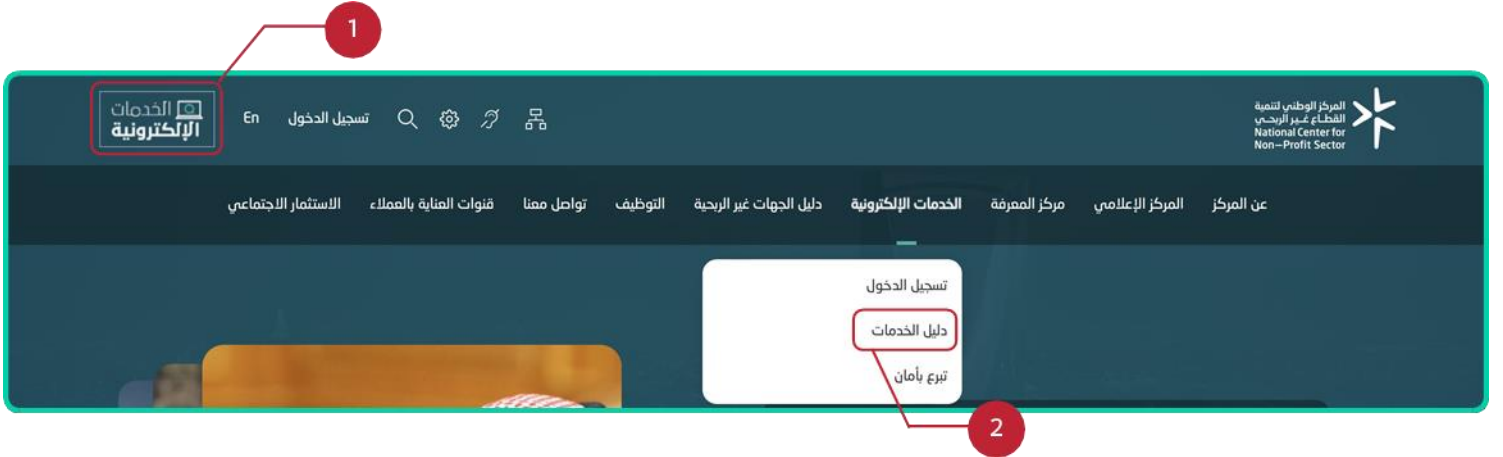 1
المركز الوطني لتنمية
القطاع غير الربحي
National Center for
Non-Profit Sector
تسجيل الدخول
En
الخدمات
الإلكترونية
عن المركز
المركز الإعلامي
مركز المعرفة
الخدمات الإلكترونية
دليل الجهات غير الربحية
التوظيف
تواصل معنا
قنوات العناية بالعملاء
الاستثمار الاجتماعي
تسجيل الدخول
دليل الخدمات
تبرع بأمان
2